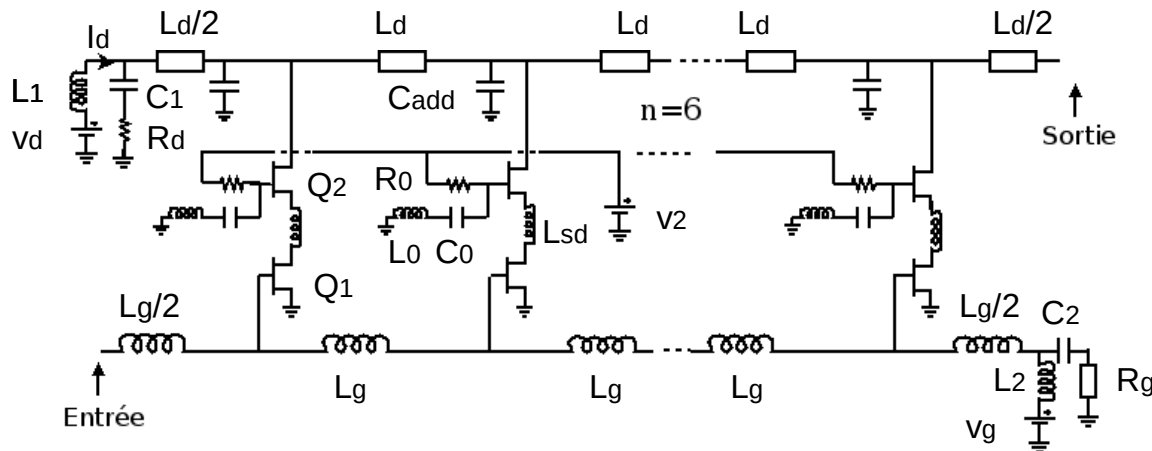 Id
Ld/2
Ld
Ld
Ld
Ld/2
L1
C1
Cadd
n=6
vd
Rd
Sortie
Q2
R0
v2
L0
C0
Lsd
Q1
Lg/2
Lg/2
C2
Lg
Lg
Lg
L2
Rg
Entrée
vg